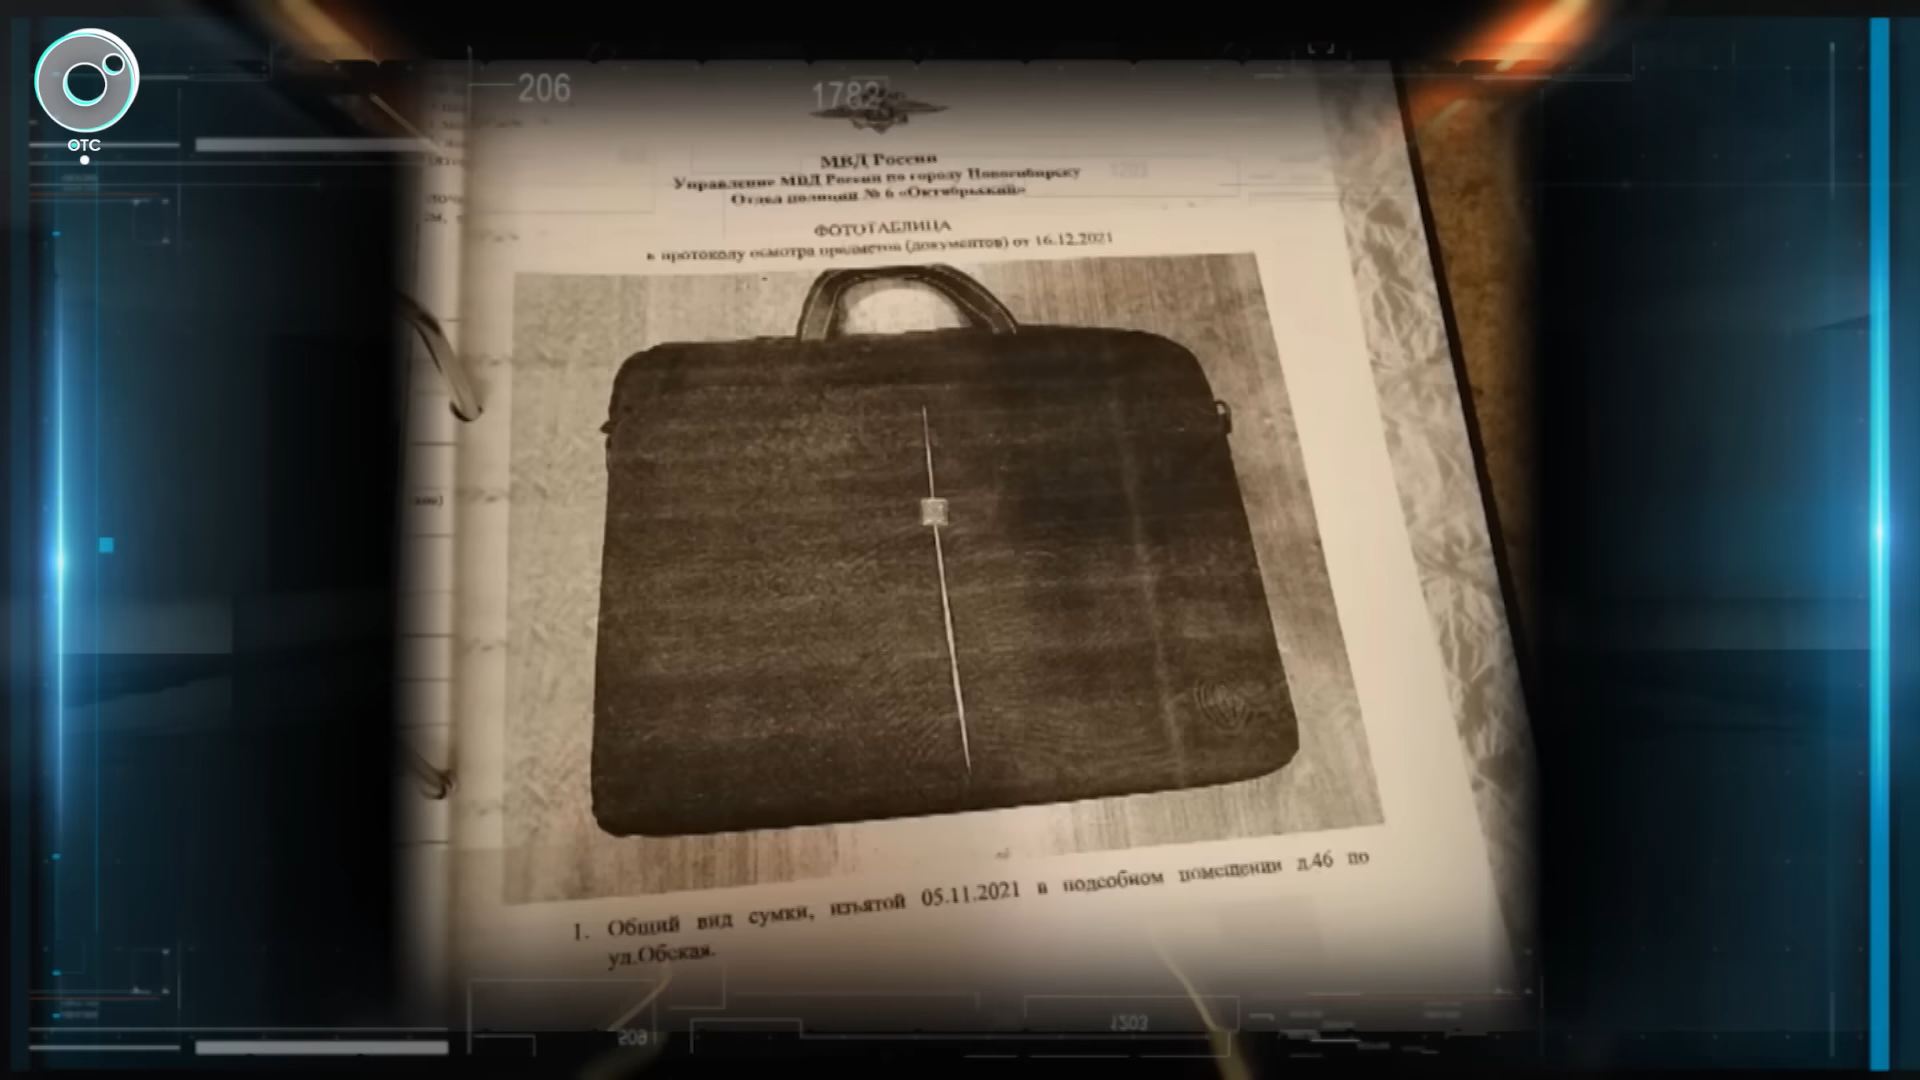 206
1782
ОТС
МВД России
Управление МВД России по городу Новосибирску
Отдел полиции № 6 «Октябрьский»
1203
ФОТОТАБЛИЦА
к протоколу осмотра предметов (документов) от 16.12.2021
1. Общий вид сумки, изъятой 05.11.2021 в подсобном помещении д.46 по
ул.Обская.